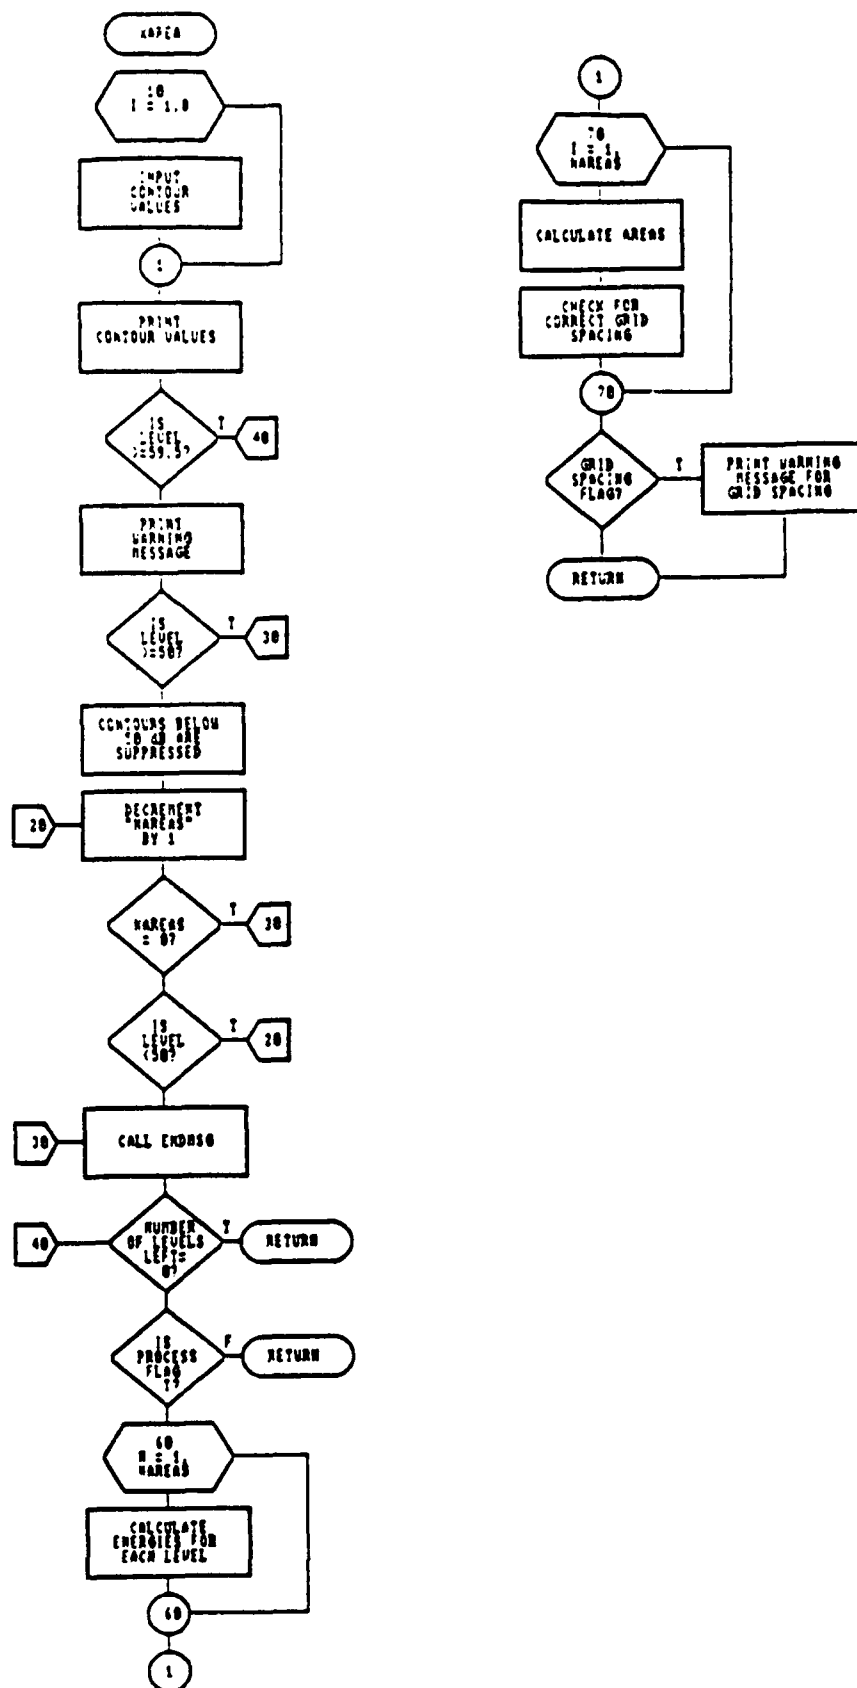 XAREA
10
I = 1,8
INPUT
CONTOUR
VALUES
1
PRINT
CONTOUR VALUES
IS
LEVEL
>=59.5?
T
40
PRINT
WARNING
MESSAGE
IS
LEVEL
>=50?
T
30
CONTOURS BELOW
50 dB ARE
SUPPRESSED
20
DECREMENT
"NAREAS"
BY 1
NAREAS
= 0?
T
30
IS
LEVEL
<50?
T
20
30
CALL ENDMSG
40
NUMBER
OF LEVELS
LEFT=
0?
T
RETURN
IS
PROCESS
FLAG
T?
F
RETURN
60
N = 1,
NAREAS
CALCULATE
ENERGIES FOR
EACH LEVEL
60
1
1
70
I = 1,
NAREAS
CALCULATE AREAS
CHECK FOR
CORRECT GRID
SPACING
70
GRID
SPACING
FLAG?
T
PRINT WARNING
MESSAGE FOR
GRID SPACING
RETURN